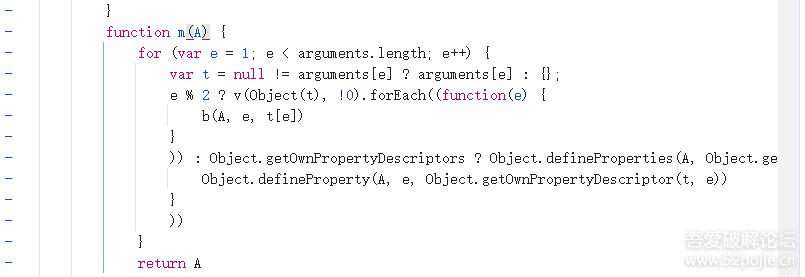 }
function m(A) {
for (var e = 1; e < arguments.length; e++) {
var t = null != arguments[e] ? arguments[e] : {};
e % 2 ? v(Object(t), !0).forEach((function(e) {
b(A, e, t[e])
}
)) : Object.getOwnPropertyDescriptors ? Object.defineProperties(A, Object.ge
Object.defineProperty(A, e, Object.getOwnPropertyDescriptor(t, e))
}
))
}
return A
吾爱破解论坛
www.52pojie.cn